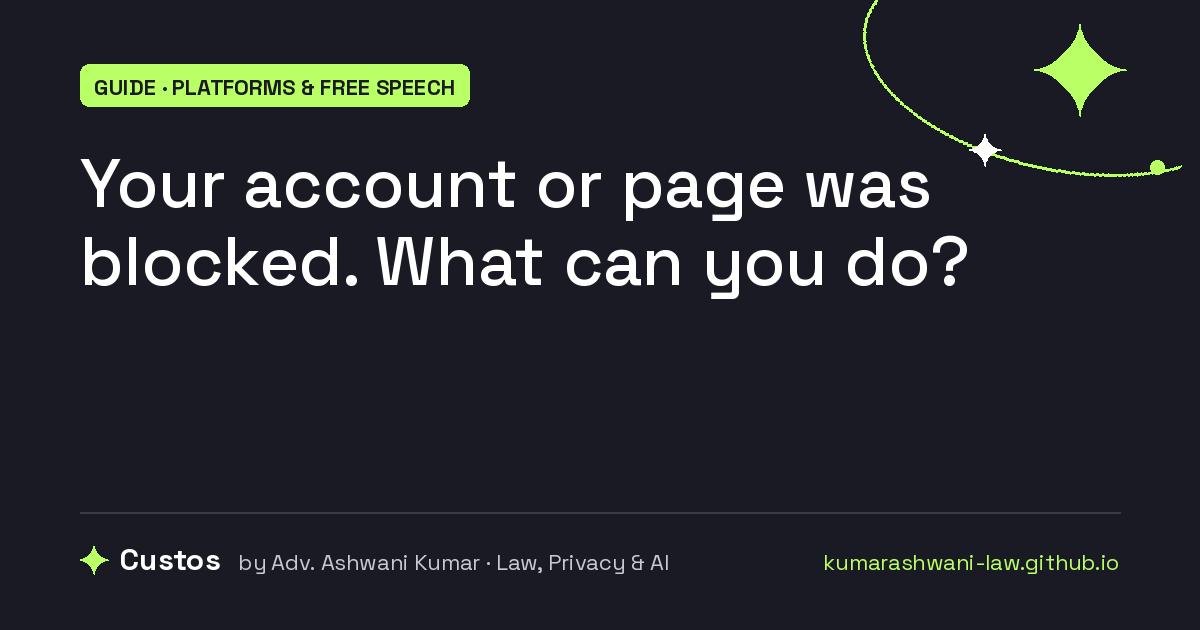 GUIDE · PLATFORMS & FREE SPEECH
Your account or page was
blocked. What can you do?
Custos by Adv. Ashwani Kumar · Law, Privacy & AI
kumarashwani-law.github.io